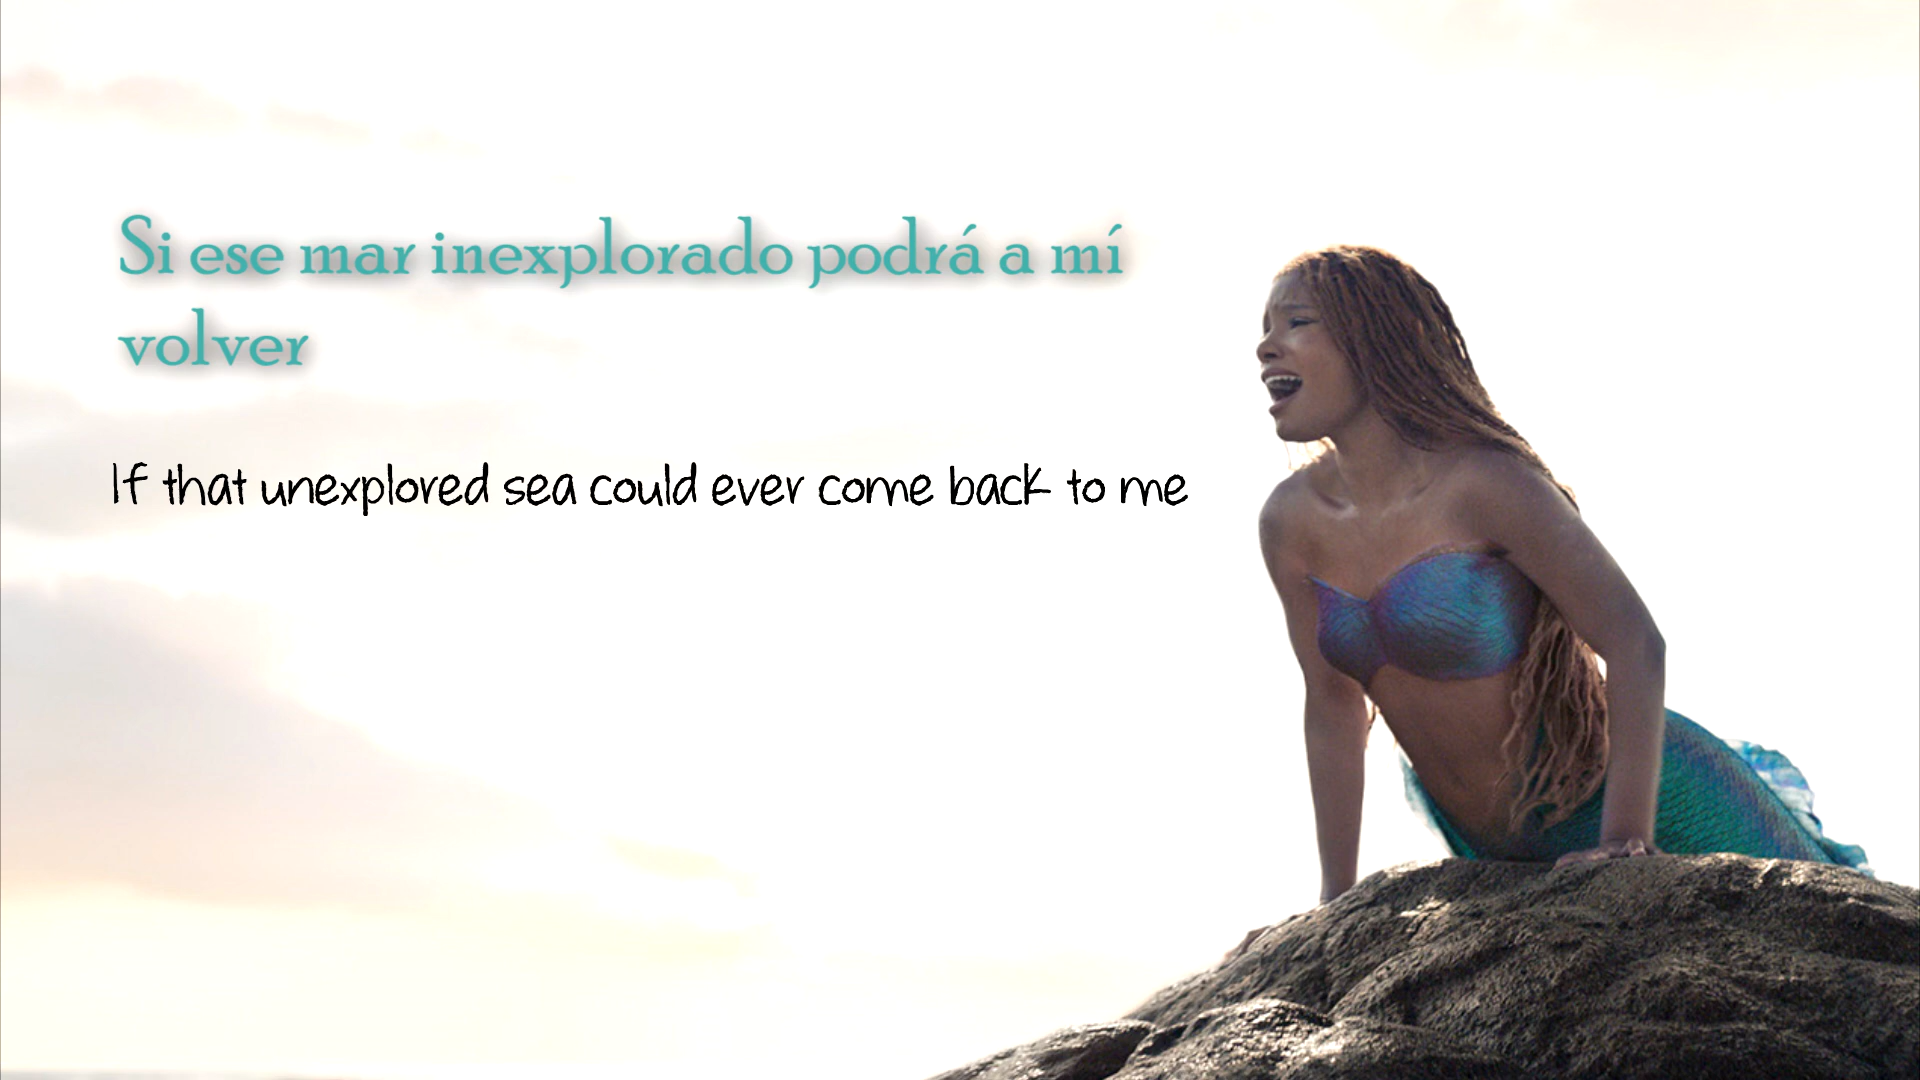 Si ese mar inexplorado podrá a mí
volver
If that unexplored sea could ever come back to me